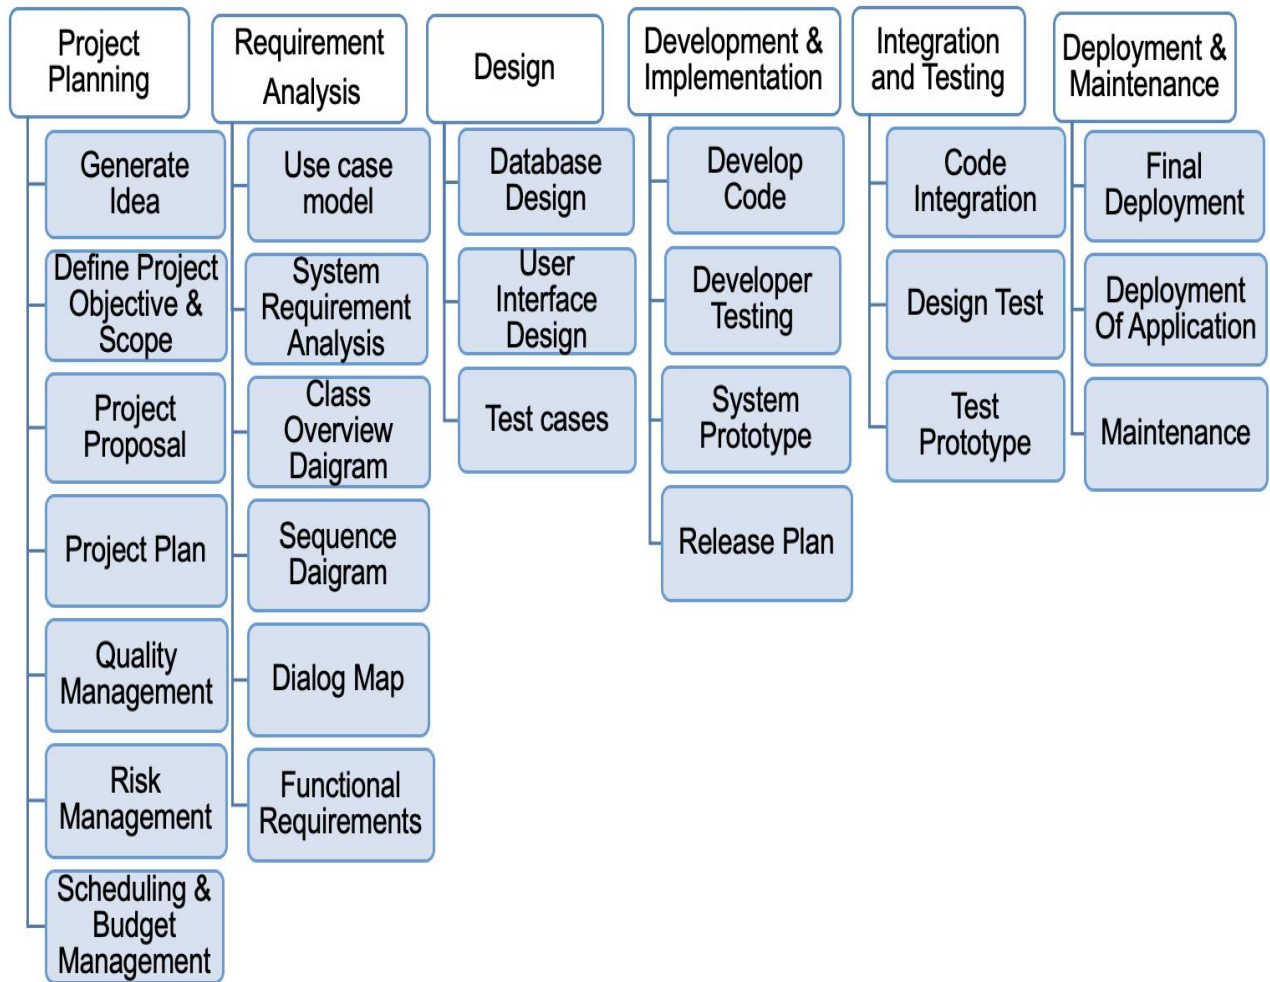 Project
Planning
Generate
Idea
Define Project
Objective &
Scope
Project
Proposal
Project Plan
Quality
Management
Risk
Management
Scheduling &
Budget
Management
Requirement
Analysis
Use case
model
System
Requirement
Analysis
Class
Overview
Daigram
Sequence
Daigram
Dialog Map
Functional
Requirements
Design
Database
Design
User
Interface
Design
Test cases
Development &
Implementation
Develop
Code
Developer
Testing
System
Prototype
Release Plan
Integration
and Testing
Code
Integration
Design Test
Test
Prototype
Deployment &
Maintenance
Final
Deployment
Deployment
Of Application
Maintenance